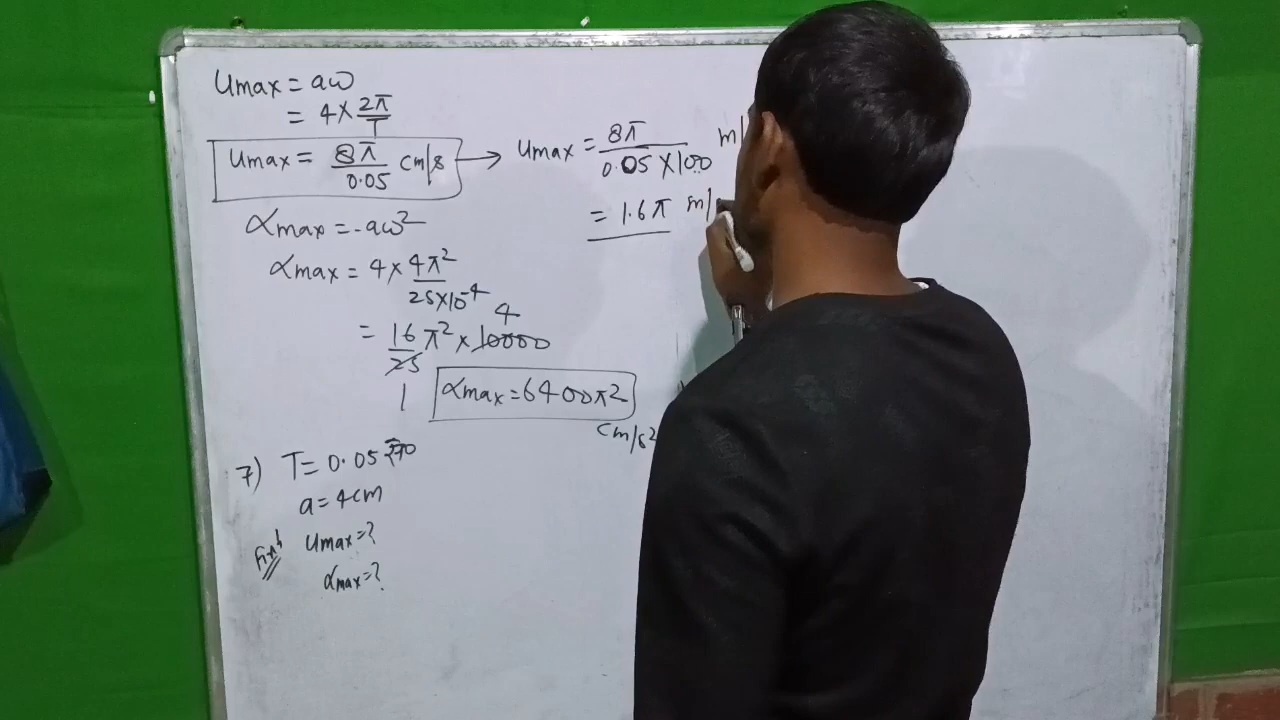 Umax = aω
= 4 × 2π/T
Umax = 8π/0.05 cm/s → Umax = 8π/0.05 × 100 m/
= 1.6π m/
αmax = -aω²
αmax = 4 × 4π²/25×10⁻⁴
= 16/25 π² × 10000 4
1
αmax = 6400π²
cm/s²
7) T = 0.05
a = 4cm
Find Umax = ?
αmax = ?